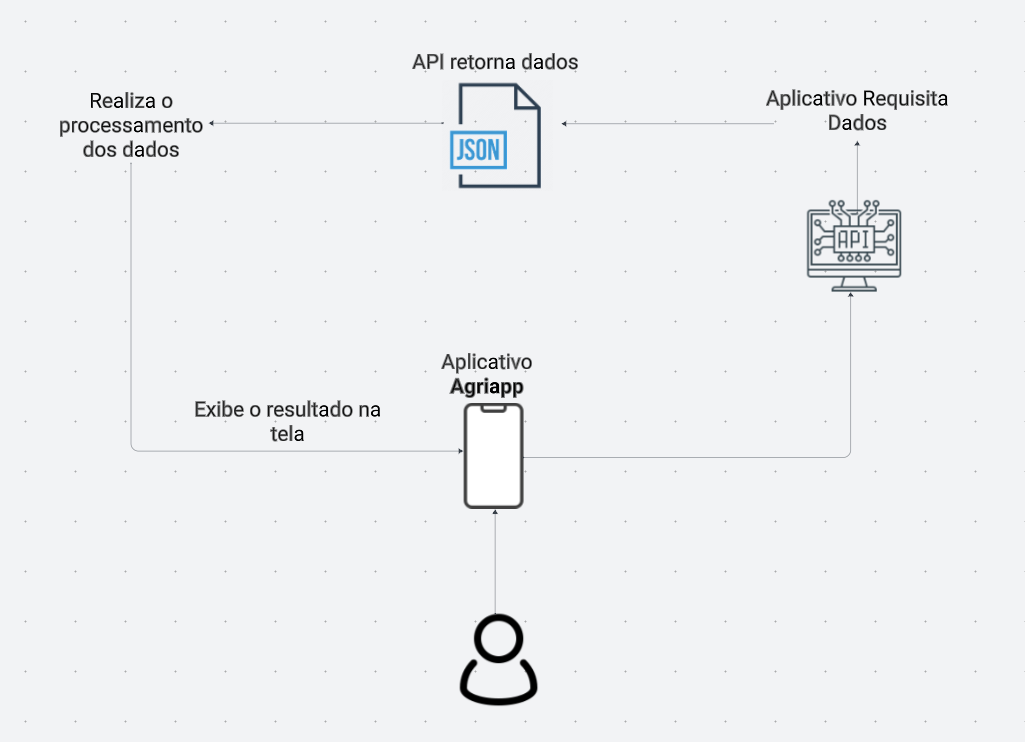 API retorna dados
JSON
Realiza o
processamento
dos dados
Aplicativo Requisita
Dados
API
Aplicativo
Agriapp
Exibe o resultado na
tela